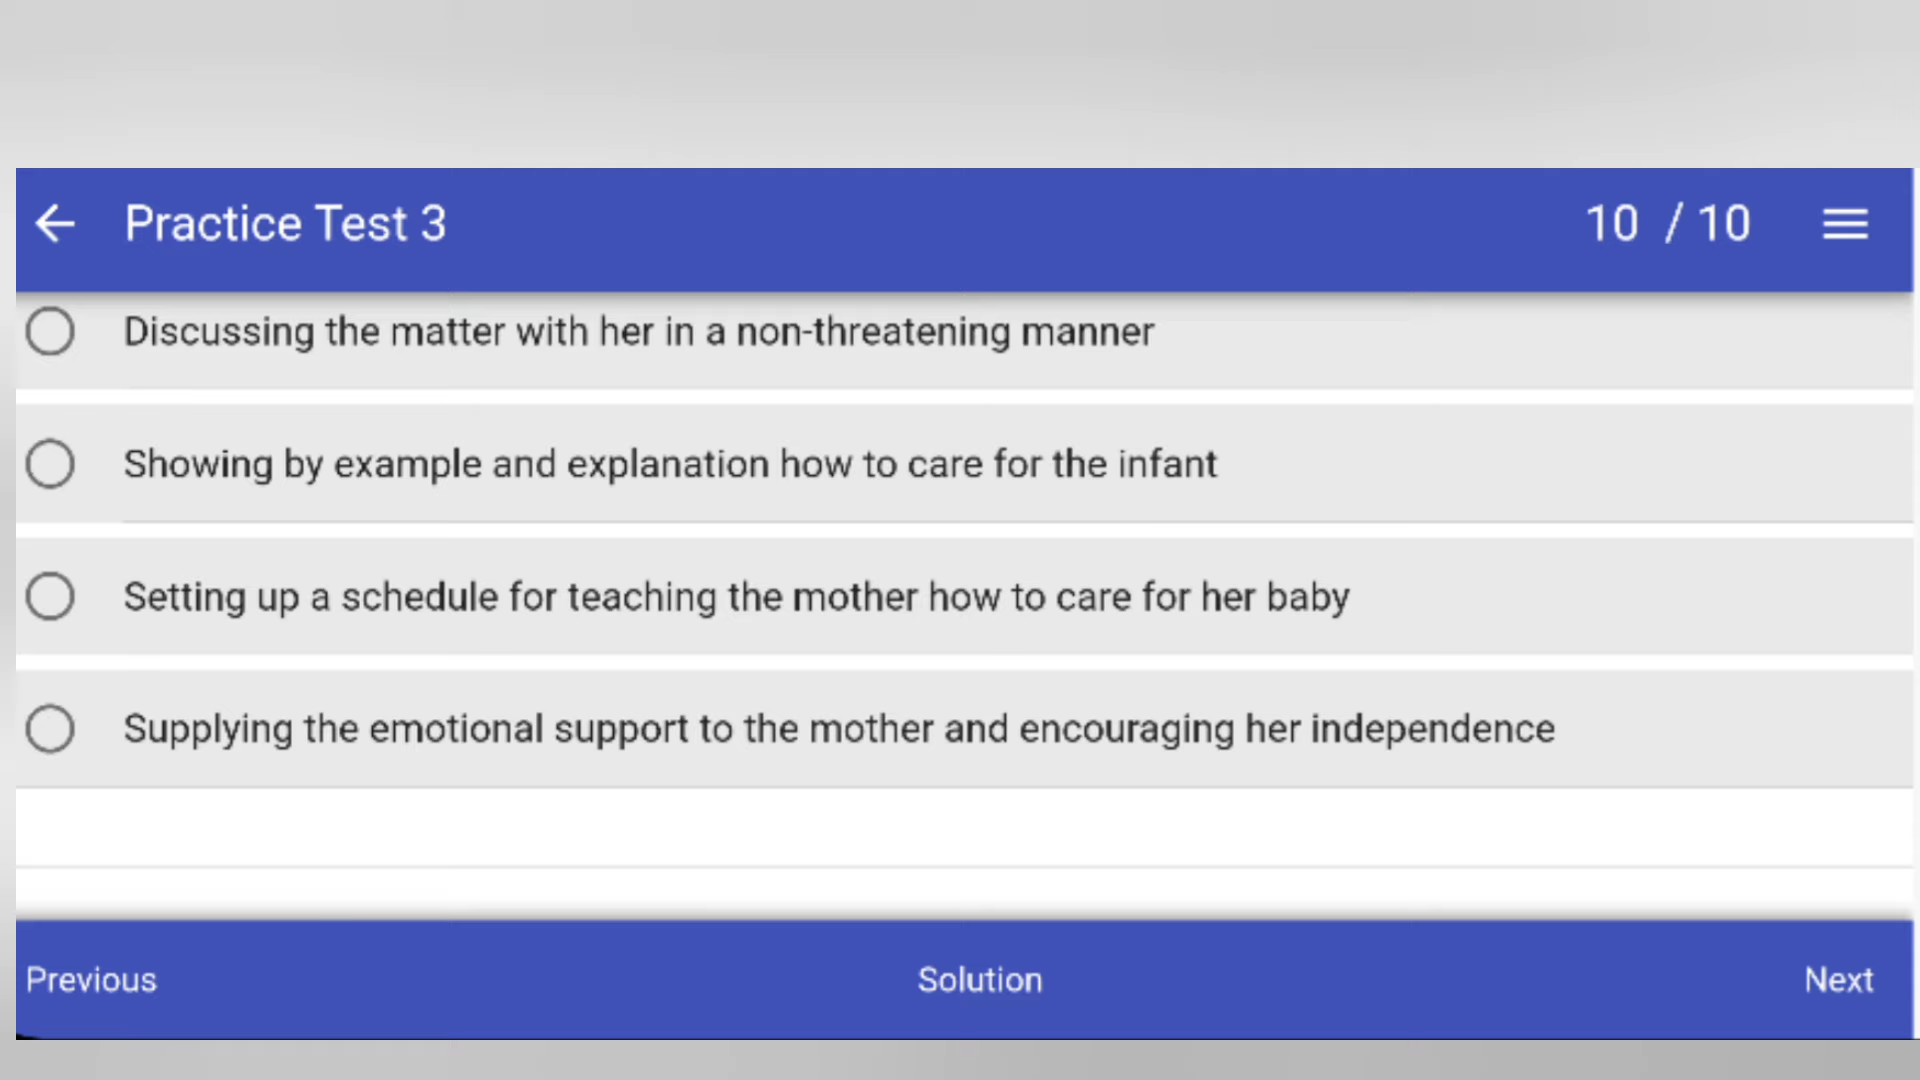 Practice Test 3
10 / 10
Discussing the matter with her in a non-threatening manner
Showing by example and explanation how to care for the infant
Setting up a schedule for teaching the mother how to care for her baby
Supplying the emotional support to the mother and encouraging her independence
Previous
Solution
Next